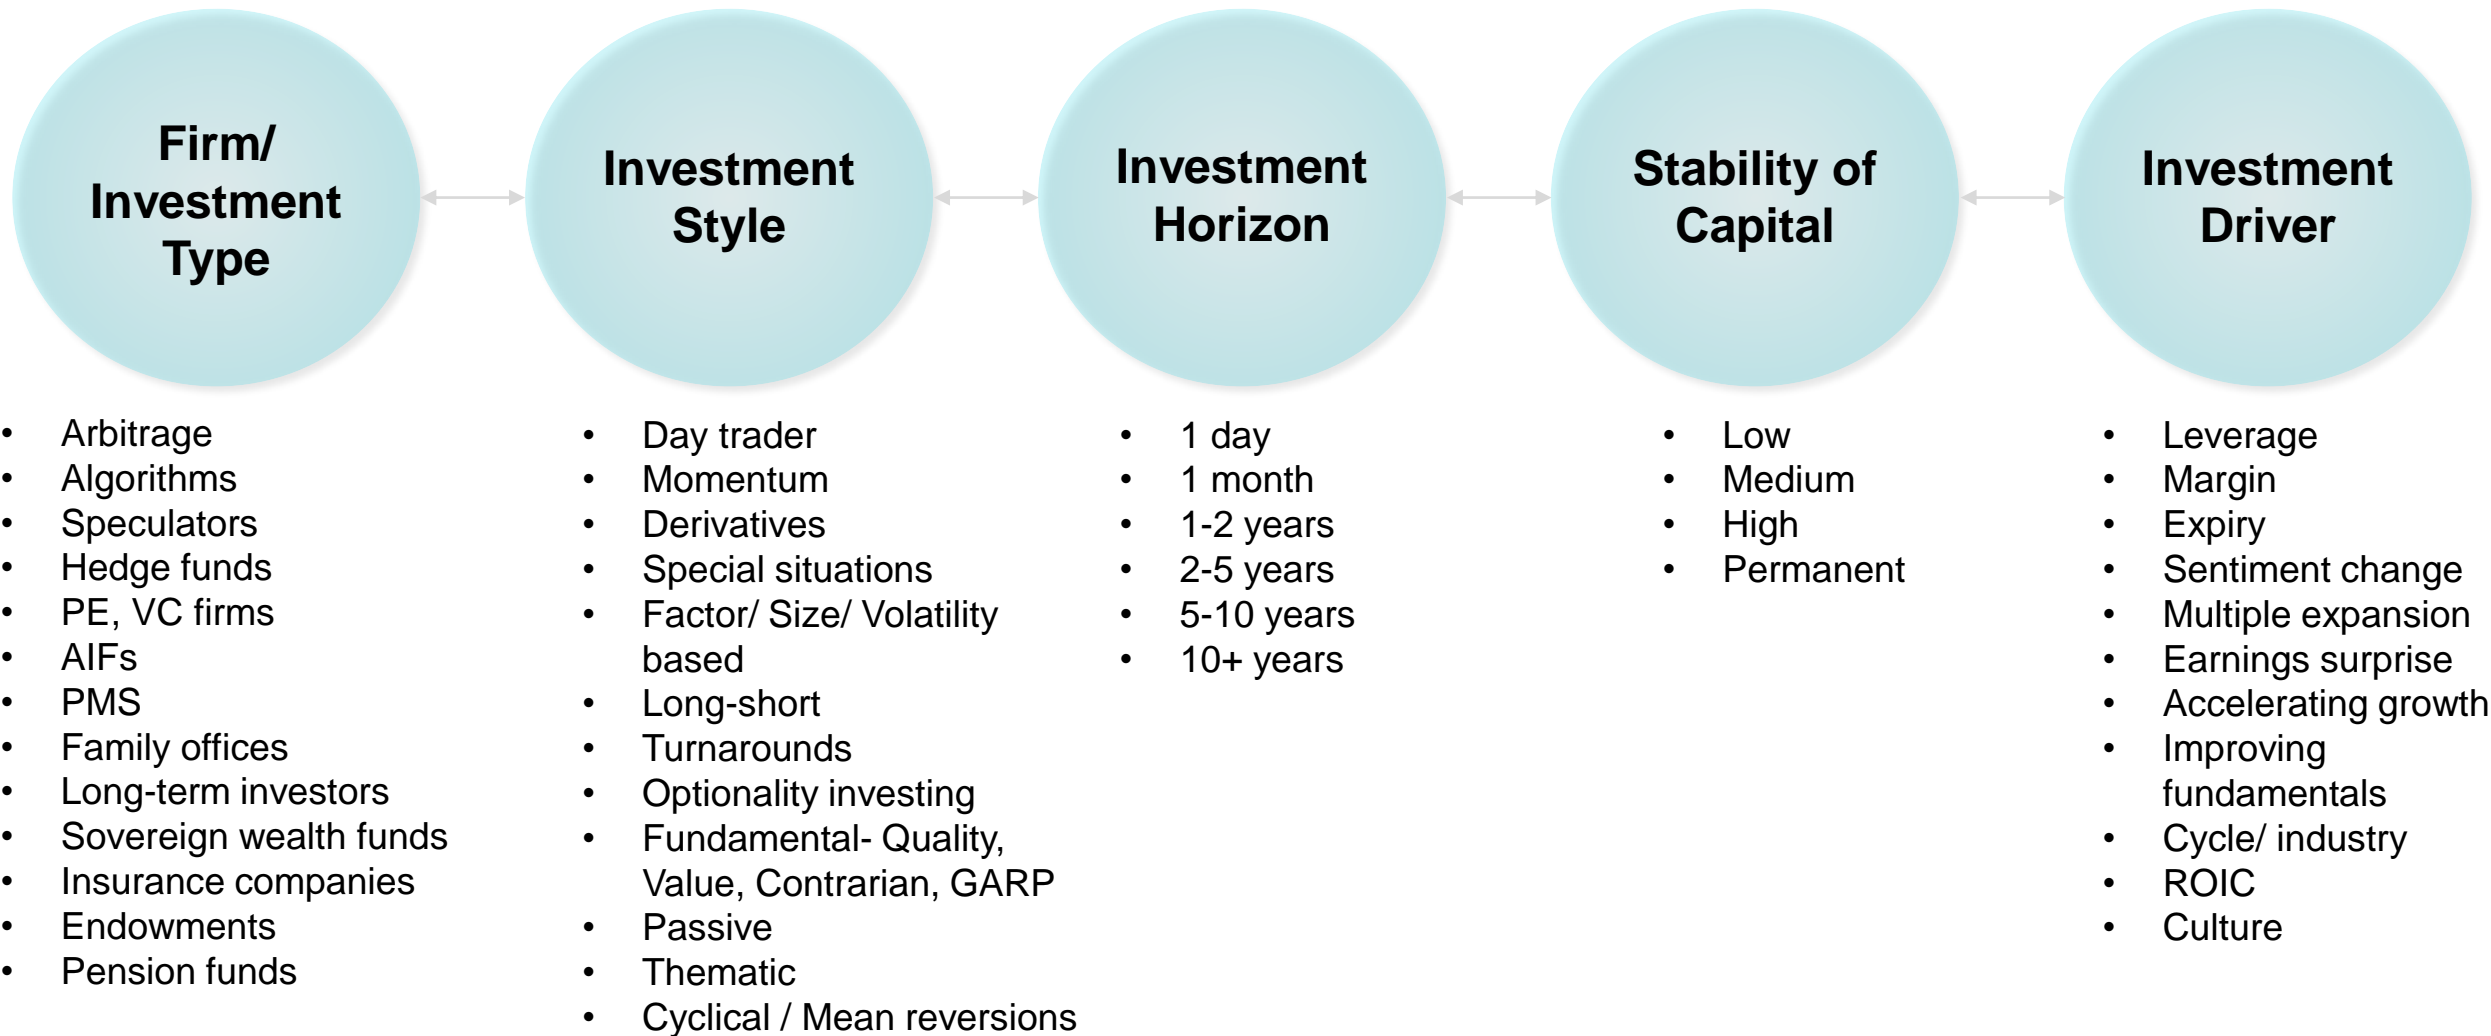 Firm/
Investment
Type
Investment
Style
Investment
Horizon
Stability of
Capital
Investment
Driver
• Arbitrage
• Algorithms
• Speculators
• Hedge funds
• PE, VC firms
• AIFs
• PMS
• Family offices
• Long-term investors
• Sovereign wealth funds
• Insurance companies
• Endowments
• Pension funds
• Day trader
• Momentum
• Derivatives
• Special situations
• Factor/ Size/ Volatility
based
• Long-short
• Turnarounds
• Optionality investing
• Fundamental- Quality,
Value, Contrarian, GARP
• Passive
• Thematic
• Cyclical / Mean reversions
• 1 day
• 1 month
• 1-2 years
• 2-5 years
• 5-10 years
• 10+ years
• Low
• Medium
• High
• Permanent
• Leverage
• Margin
• Expiry
• Sentiment change
• Multiple expansion
• Earnings surprise
• Accelerating growth
• Improving
fundamentals
• Cycle/ industry
• ROIC
• Culture